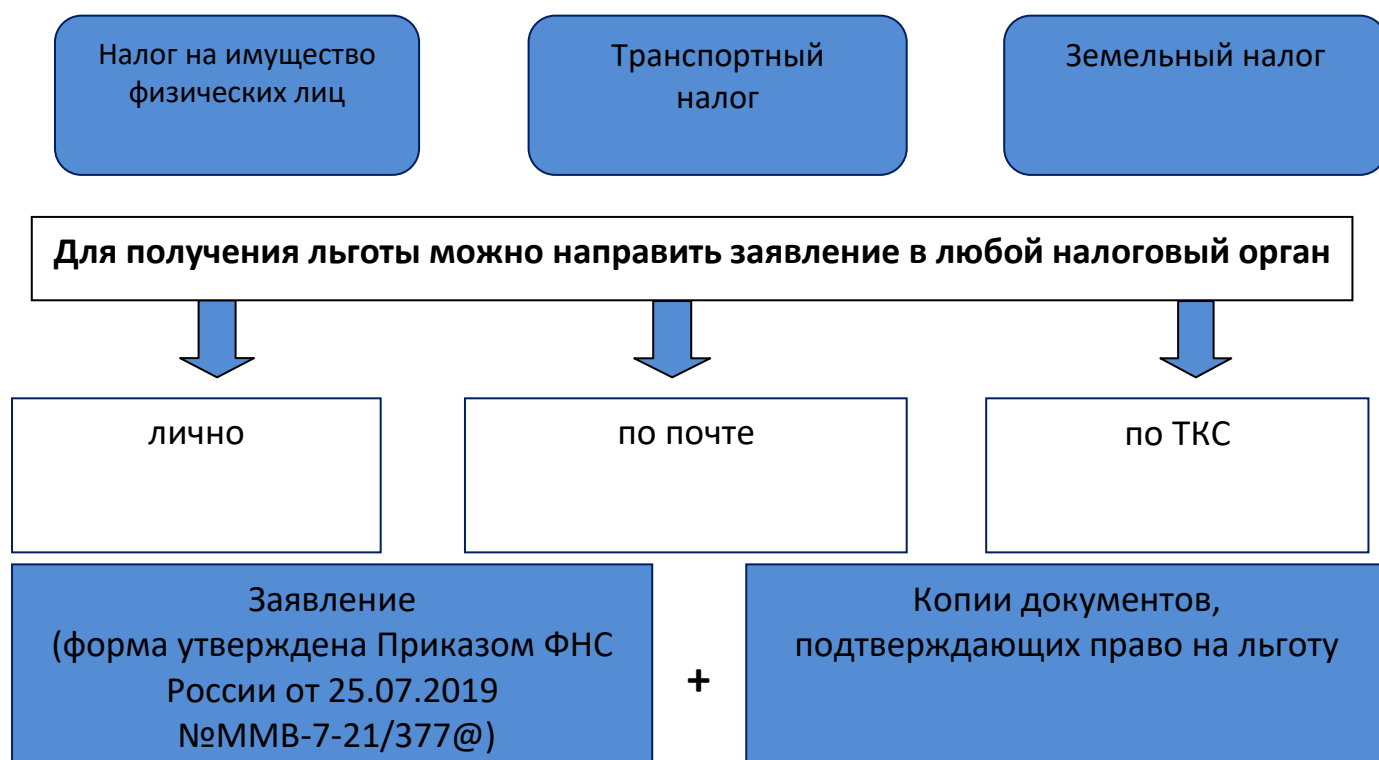 Налог на имущество
физических лиц
Транспортный
налог
Земельный налог
Для получения льготы можно направить заявление в любой налоговый орган
лично
по почте
по ТКС
Заявление
(форма утверждена Приказом ФНС
России от 25.07.2019
№ММВ-7-21/377@)
+
Копии документов,
подтверждающих право на льготу